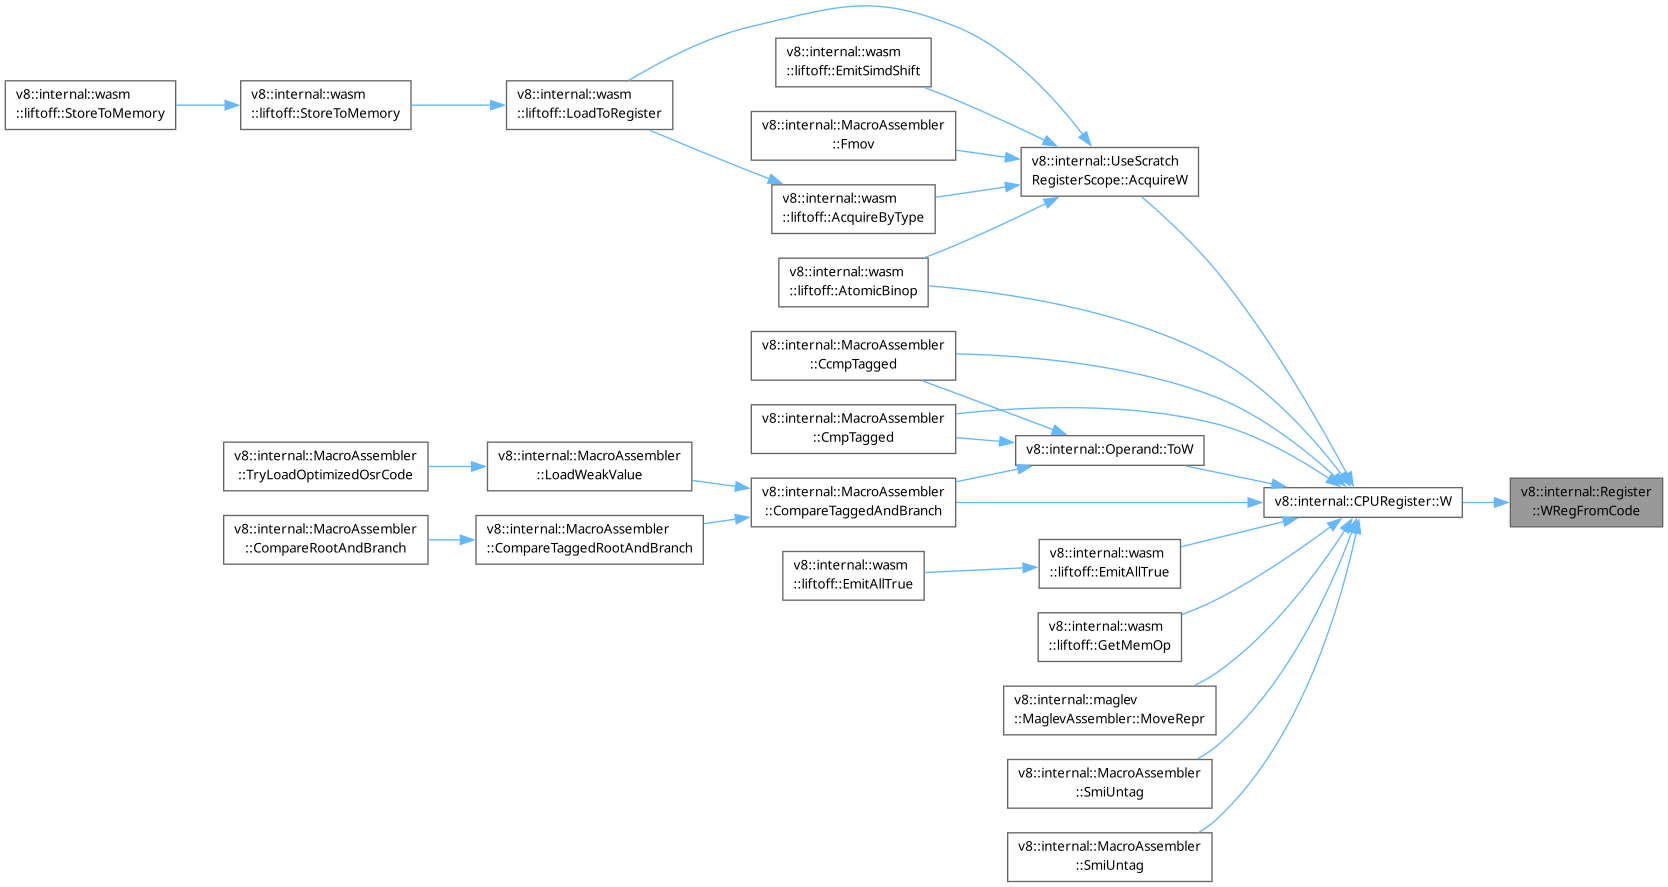 v8::internal::wasm
::liftoff::StoreToMemory
v8::internal::wasm
::liftoff::StoreToMemory
v8::internal::wasm
::liftoff::LoadToRegister
v8::internal::wasm
::liftoff::EmitSimdShift
v8::internal::MacroAssembler
::Fmov
v8::internal::wasm
::liftoff::AcquireByType
v8::internal::wasm
::liftoff::AtomicBinop
v8::internal::UseScratch
RegisterScope::AcquireW
v8::internal::MacroAssembler
::CcmpTagged
v8::internal::MacroAssembler
::CmpTagged
v8::internal::Operand::ToW
v8::internal::MacroAssembler
::TryLoadOptimizedOsrCode
v8::internal::MacroAssembler
::LoadWeakValue
v8::internal::MacroAssembler
::CompareTaggedAndBranch
v8::internal::CPURegister::W
v8::internal::Register
::WRegFromCode
v8::internal::MacroAssembler
::CompareRootAndBranch
v8::internal::MacroAssembler
::CompareTaggedRootAndBranch
v8::internal::wasm
::liftoff::EmitAllTrue
v8::internal::wasm
::liftoff::EmitAllTrue
v8::internal::wasm
::liftoff::GetMemOp
v8::internal::maglev
::MaglevAssembler::MoveRepr
v8::internal::MacroAssembler
::SmiUntag
v8::internal::MacroAssembler
::SmiUntag